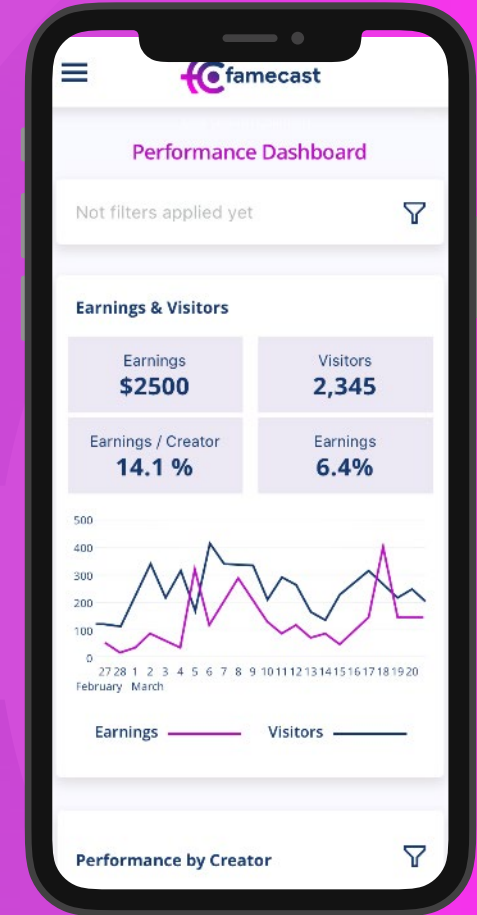 famecast
Performance Dashboard
Not filters applied yet
Earnings & Visitors
Earnings
$2500
Visitors
2,345
Earnings / Creator
14.1 %
Earnings
6.4%
500
400
300
200
100
0
27 28 1 2 3 4 5 6 7 8 9 10 11 12 13 14 15 16 17 18 19 20
February March
Earnings Visitors
Performance by Creator